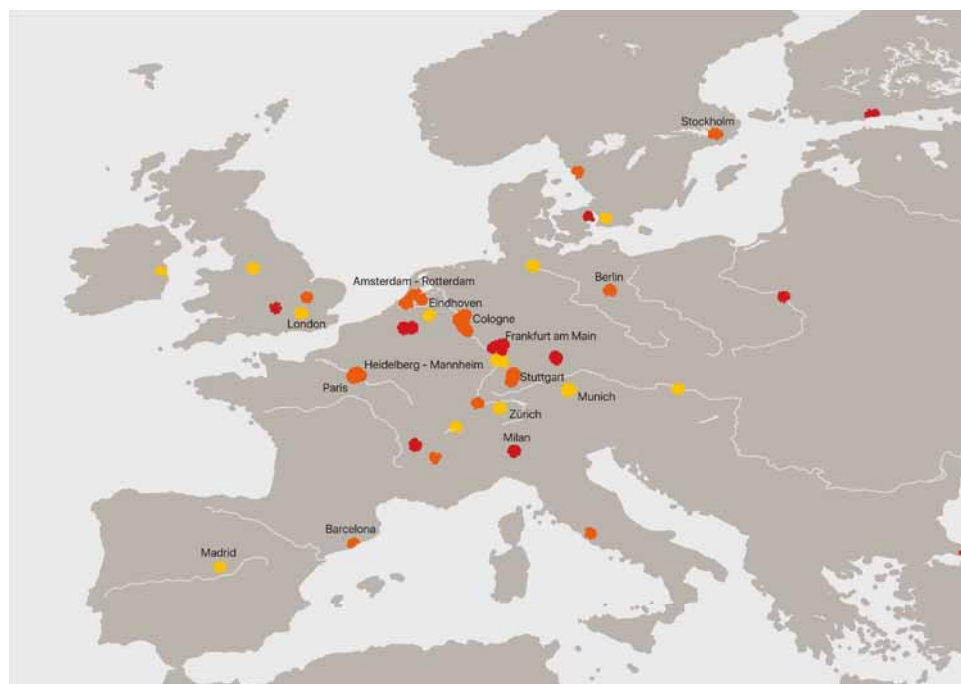 Stockholm
Berlin
Amsterdam - Rotterdam
Eindhoven
London
Cologne
Frankfurt am Main
Heidelberg - Mannheim
Stuttgart
Paris
Munich
Zürich
Milan
Barcelona
Madrid